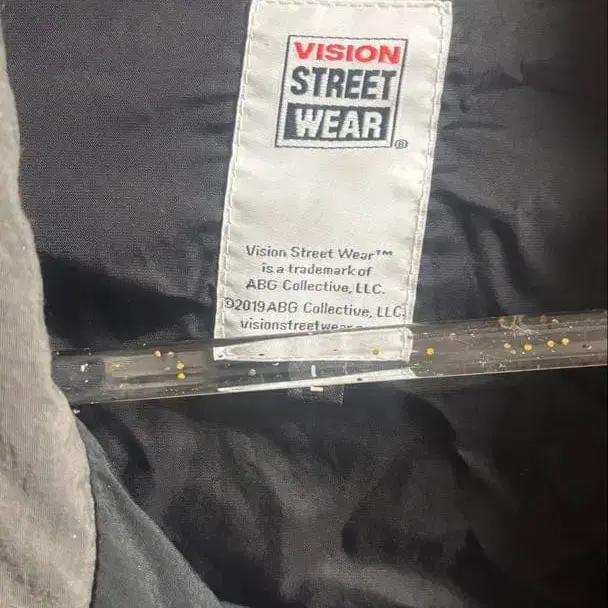 VISION
STREET
WEAR
®
Vision Street Wear™
is a trademark of
ABG Collective, LLC.
©2019 ABG Collective, LLC.
L